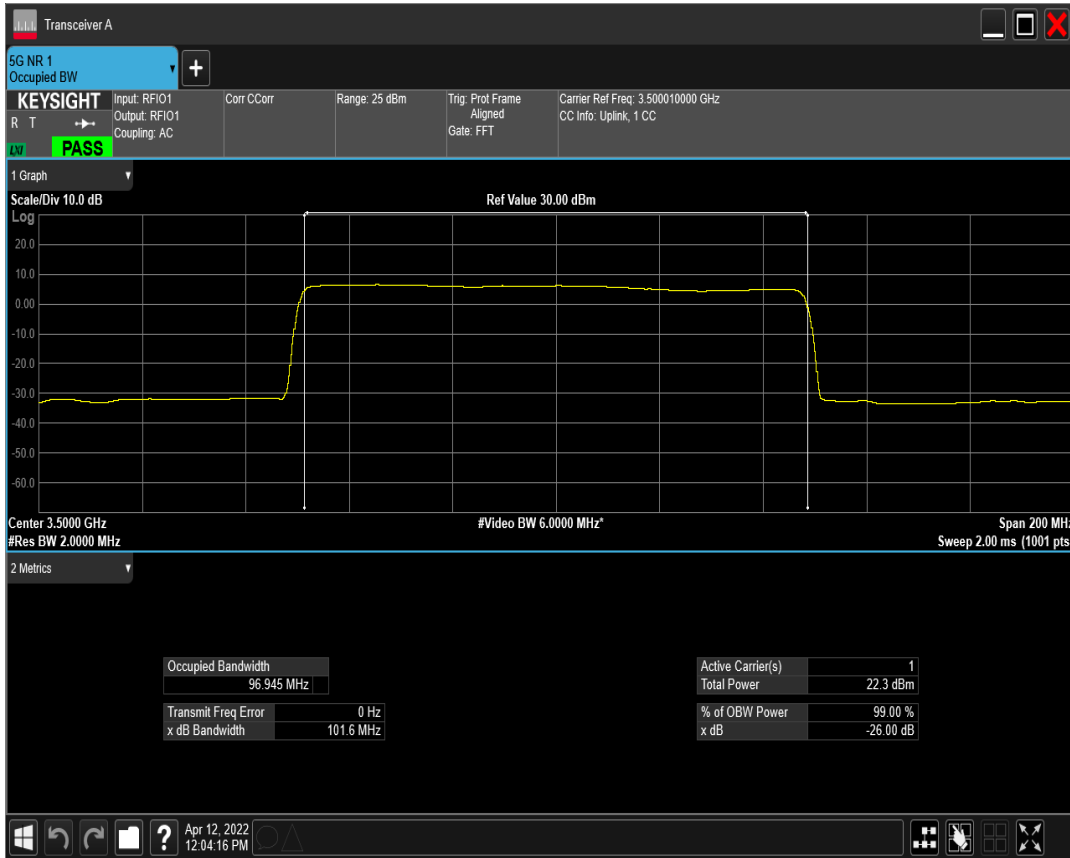 Transceiver A
5G NR 1
Occupied BW
KEYSIGHT
R T
LXI
PASS
Input: RFIO1
Output: RFIO1
Coupling: AC
Corr CCorr
Range: 25 dBm
Trig: Prot Frame
Aligned
Gate: FFT
Carrier Ref Freq: 3.500010000 GHz
CC Info: Uplink, 1 CC
1 Graph
Scale/Div 10.0 dB
Ref Value 30.00 dBm
Log
20.0
10.0
0.00
-10.0
-20.0
-30.0
-40.0
-50.0
-60.0
Center 3.5000 GHz
#Video BW 6.0000 MHz*
Span 200 MHz
#Res BW 2.0000 MHz
Sweep 2.00 ms (1001 pts
2 Metrics
Occupied Bandwidth
96.945 MHz
Transmit Freq Error 0 Hz
x dB Bandwidth 101.6 MHz
Active Carrier(s) 1
Total Power 22.3 dBm
% of OBW Power 99.00 %
x dB -26.00 dB
?
Apr 12, 2022
12:04:16 PM